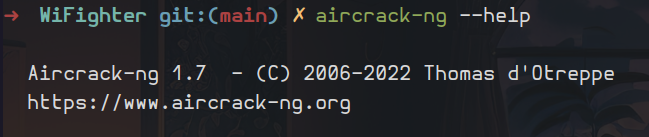 ➜ WiFighter git:(main) ✗ aircrack-ng --help
Aircrack-ng 1.7  - (C) 2006-2022 Thomas d'Otreppe
https://www.aircrack-ng.org